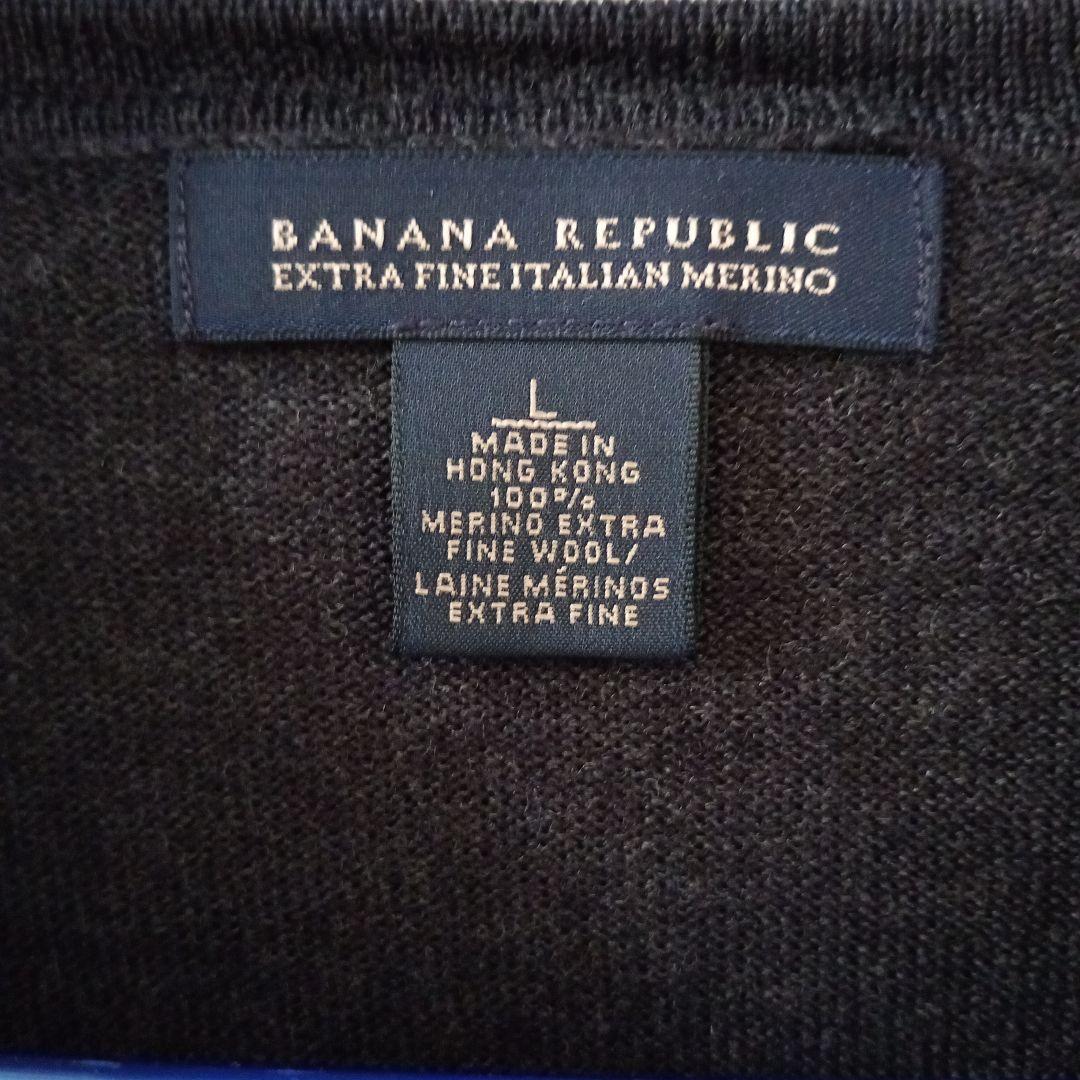 BANANA REPUBLIC
EXTRA FINE ITALIAN MERINO
L
MADE IN
HONG KONG
100%
MERINO EXTRA
FINE WOOL/
LAINE MÉRINOS
EXTRA FINE